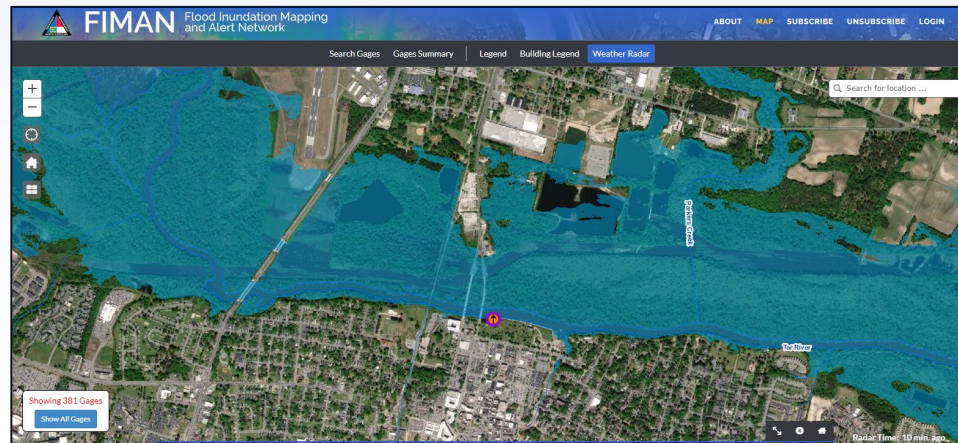 FIMAN Flood Inundation Mapping
and Alert Network
ABOUT MAP SUBSCRIBE UNSUBSCRIBE LOGIN
Search Gages Gages Summary Legend Building Legend Weather Radar
Search for location ...
Parkers Creek
Tar River
Showing 381 Gages
Show All Gages
Radar Time: 10 min. ago